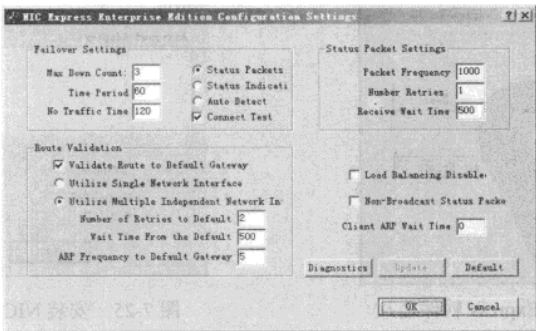 NIC Express Enterprise Edition Configuration Settings
Failover Settings
Max Down Count: 3
Time Period 60
No Traffic Time 120
Status Packets
Status Indicati
Auto Detect
Connect Test
Status Packet Settings
Packet Frequency 1000
Number Retries 1
Receive Wait Time 500
Route Validation
Validate Route to Default Gateway
Utilize Single Network Interface
Utilize Multiple Independent Network In
Number of Retries to Default 2
Wait Time From the Default 500
ARP Frequency to Default Gateway 5
Load Balancing Disable
Non-Broadcast Status Packe
Client ARP Wait Time 0
Diagnostics
Update
Default
OK
Cancel